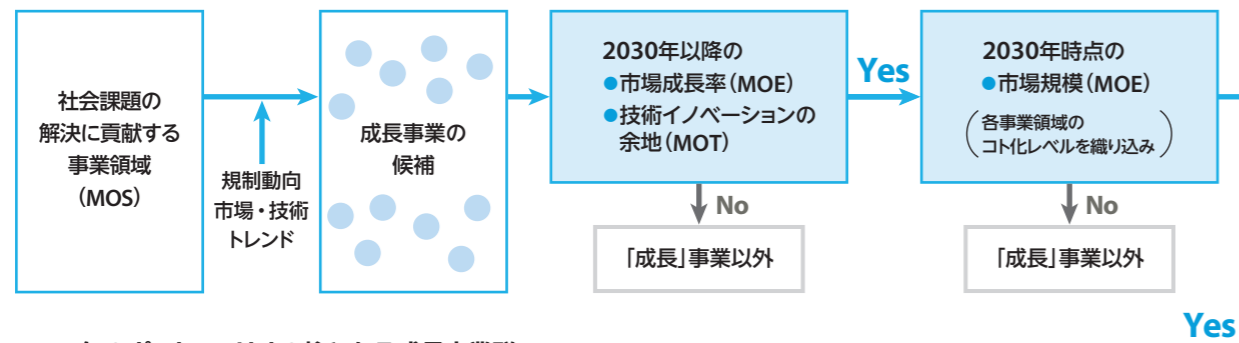 社会課題の
解決に貢献する
事業領域
（MOS）
規制動向
市場・技術
トレンド
成長事業の
候補
2030年以降の
●市場成長率（MOE）
●技術イノベーションの
余地（MOT）
Yes
No
「成長」事業以外
2030年時点の
●市場規模（MOE）
（各事業領域の
コト化レベルを織り込み）
No
「成長」事業以外
Yes